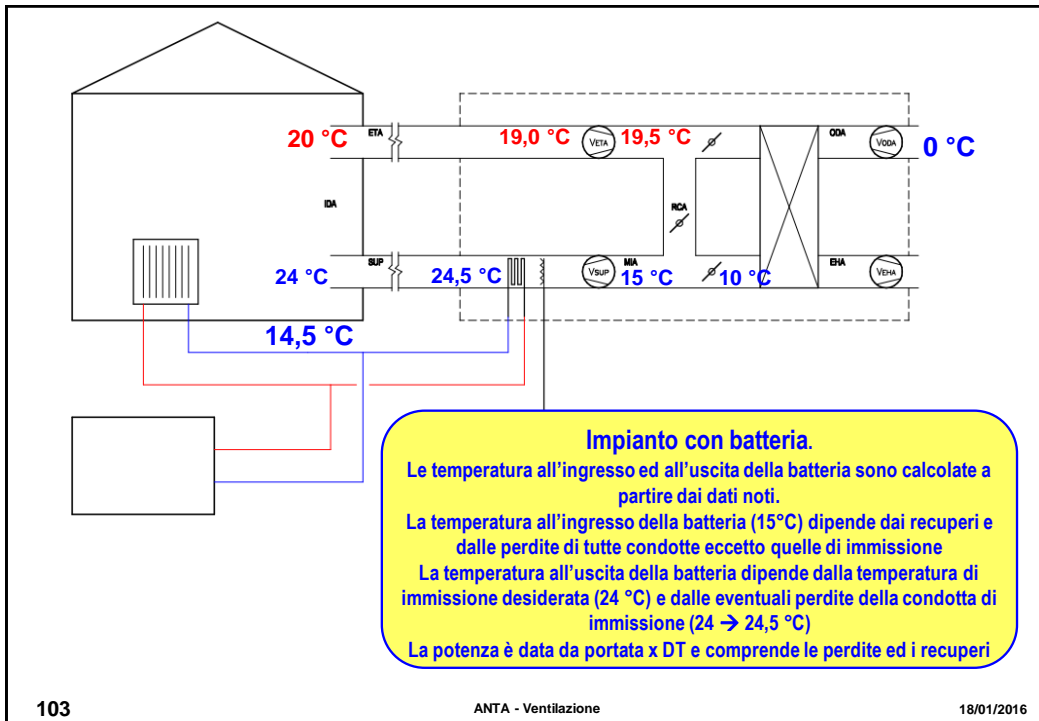 20 °C
ETA
19,0 °C
VETA
19,5 °C
ODA
VODA
0 °C
IDA
RCA
24 °C
SUP
24,5 °C
VSUP
MIA
15 °C
10 °C
EHA
VEHA
14,5 °C
Impianto con batteria.
Le temperatura all'ingresso ed all'uscita della batteria sono calcolate a
partire dai dati noti.
La temperatura all'ingresso della batteria (15°C) dipende dai recuperi e
dalle perdite di tutte condotte eccetto quelle di immissione
La temperatura all'uscita della batteria dipende dalla temperatura di
immissione desiderata (24 °C) e dalle eventuali perdite della condotta di
immissione (24 → 24,5 °C)
La potenza è data da portata x DT e comprende le perdite ed i recuperi
103
ANTA - Ventilazione
18/01/2016